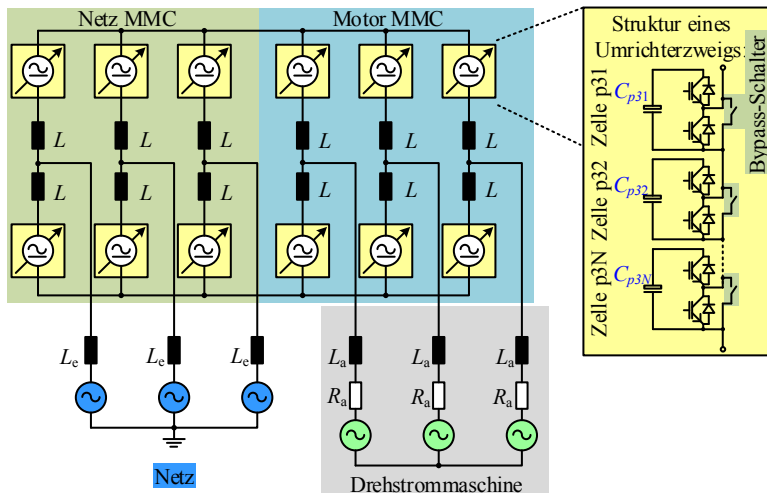 Netz MMC
Motor MMC
Struktur eines
Umrichterzweigs:
L L L L L L
L L L L L L
Zelle p31
Cp31
Zelle p32
Cp32
Zelle p3N
Cp3N
Bypass-Schalter
Le Le Le
La La La
Ra Ra Ra
Netz
Drehstrommaschine